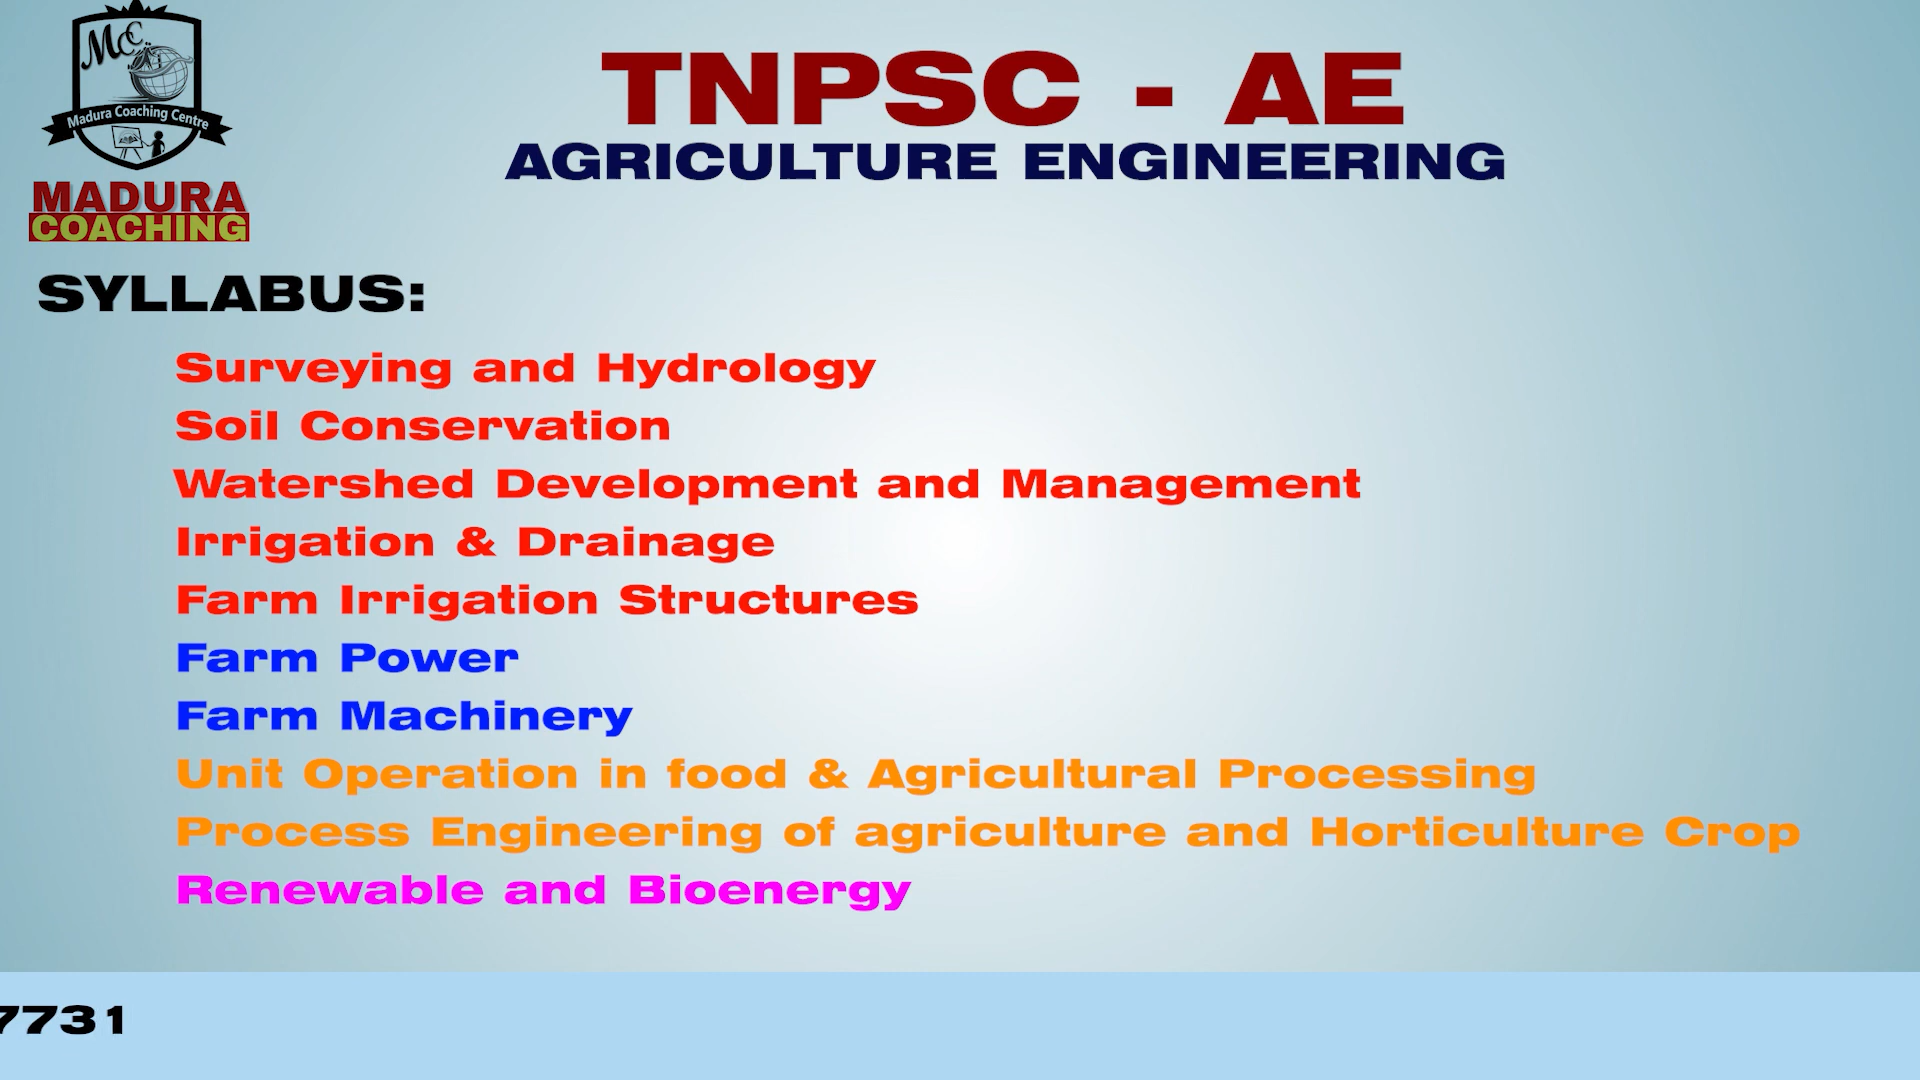 MCC
Madura Coaching Centre
MADURA
COACHING
TNPSC - AE
AGRICULTURE ENGINEERING
SYLLABUS:
Surveying and Hydrology
Soil Conservation
Watershed Development and Management
Irrigation & Drainage
Farm Irrigation Structures
Farm Power
Farm Machinery
Unit Operation in food & Agricultural Processing
Process Engineering of agriculture and Horticulture Crop
Renewable and Bioenergy
7731